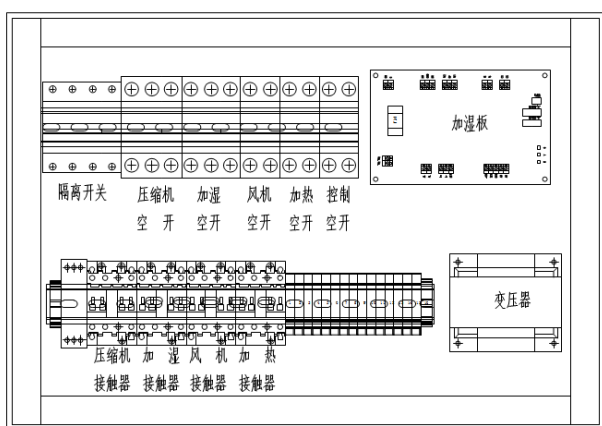 加湿板
隔离开关 压缩机 加湿 风机 加热 控制
空 开 空开 空开 空开 空开
变压器
压缩机 加 湿 风 机 加 热
接触器 接触器 接触器 接触器